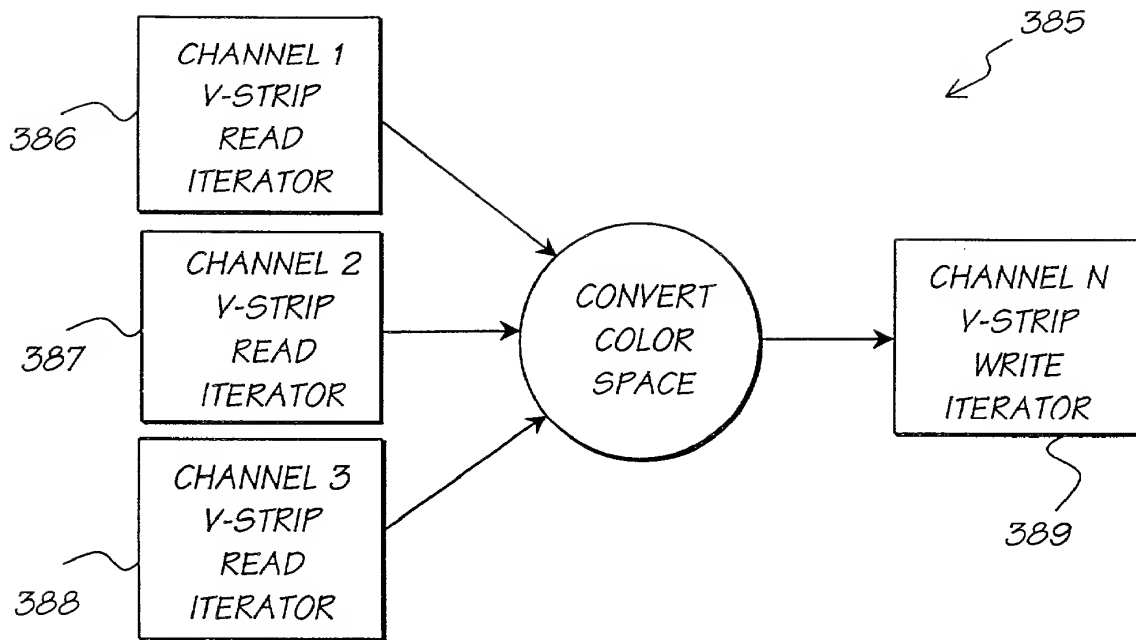 385
CHANNEL 1
V-STRIP
READ
ITERATOR
386
CHANNEL 2
V-STRIP
READ
ITERATOR
387
CHANNEL 3
V-STRIP
READ
ITERATOR
388
CONVERT
COLOR
SPACE
CHANNEL N
V-STRIP
WRITE
ITERATOR
389